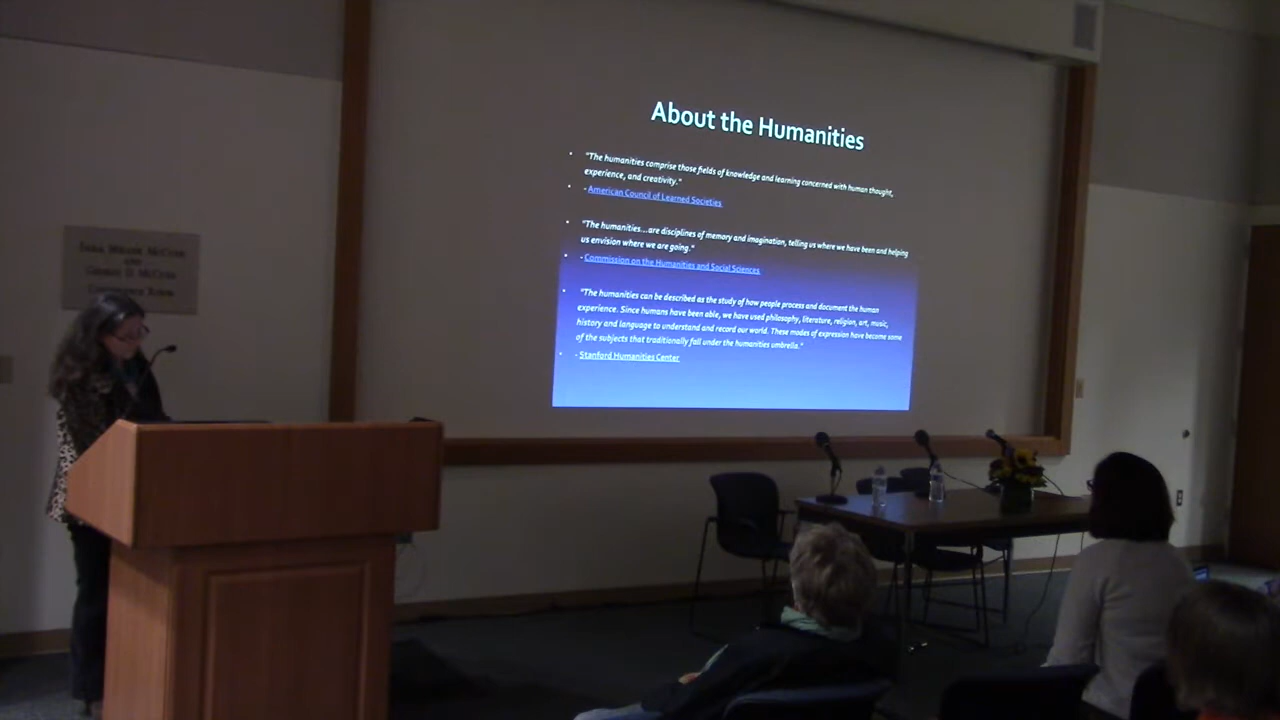 About the Humanities
• "The humanities comprise those fields of knowledge and learning concerned with human thought,
experience, and creativity."
• - American Council of Learned Societies
• "The humanities...are disciplines of memory and imagination, telling us where we have been and helping
us envision where we are going."
• - Commission on the Humanities and Social Sciences
• "The humanities can be described as the study of how people process and document the human
experience. Since humans have been able, we have used philosophy, literature, religion, art, music,
history and language to understand and record our world. These modes of expression have become some
of the subjects that traditionally fall under the humanities umbrella."
• - Stanford Humanities Center
Conference Room